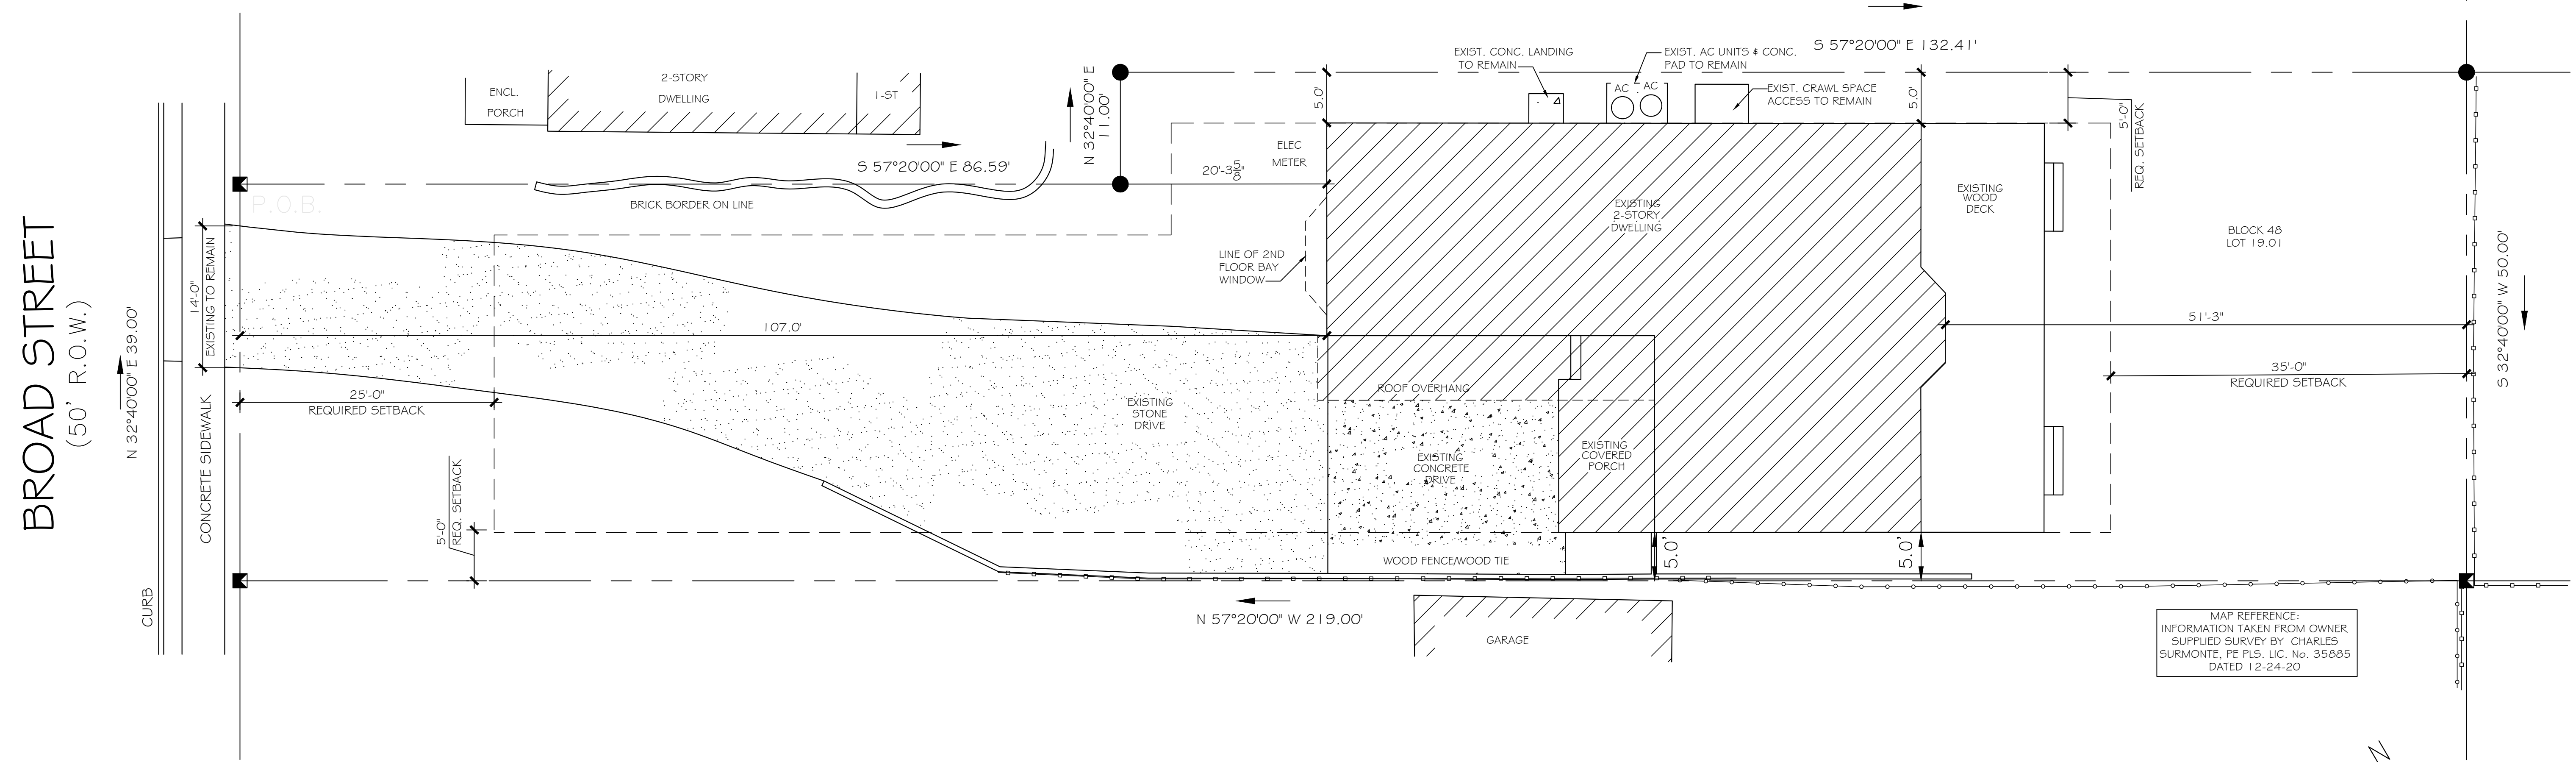 BROAD STREET
(50' R.O.W.)
N 32°40'00" E 39.00'
CURB
CONCRETE SIDEWALK
14'-0"
EXISTING TO REMAIN
P.O.B.
25'-0"
REQUIRED SETBACK
5'-0"
REQ. SETBACK
ENCL.
PORCH
2-STORY
DWELLING
1-ST
S 57°20'00" E 86.59'
BRICK BORDER ON LINE
N 32°40'00" E
11.00'
20'-3 5/8"
ELEC
METER
LINE OF 2ND
FLOOR BAY
WINDOW
107.0'
EXISTING
STONE
DRIVE
5.0'
EXIST. CONC. LANDING
TO REMAIN
EXIST. AC UNITS & CONC.
PAD TO REMAIN
AC
AC
EXIST. CRAWL SPACE
ACCESS TO REMAIN
S 57°20'00" E 132.41'
5.0'
5'-0"
REQ. SETBACK
EXISTING
2-STORY
DWELLING
EXISTING
WOOD
DECK
ROOF OVERHANG
EXISTING
CONCRETE
DRIVE
EXISTING
COVERED
PORCH
WOOD FENCE/WOOD TIE
5.0'
5.0'
BLOCK 48
LOT 19.01
51'-3"
35'-0"
REQUIRED SETBACK
S 32°40'00" W 50.00'
N 57°20'00" W 219.00'
GARAGE
MAP REFERENCE:
INFORMATION TAKEN FROM OWNER
SUPPLIED SURVEY BY CHARLES
SURMONTE, PE PLS. LIC. No. 35885
DATED 12-24-20
N